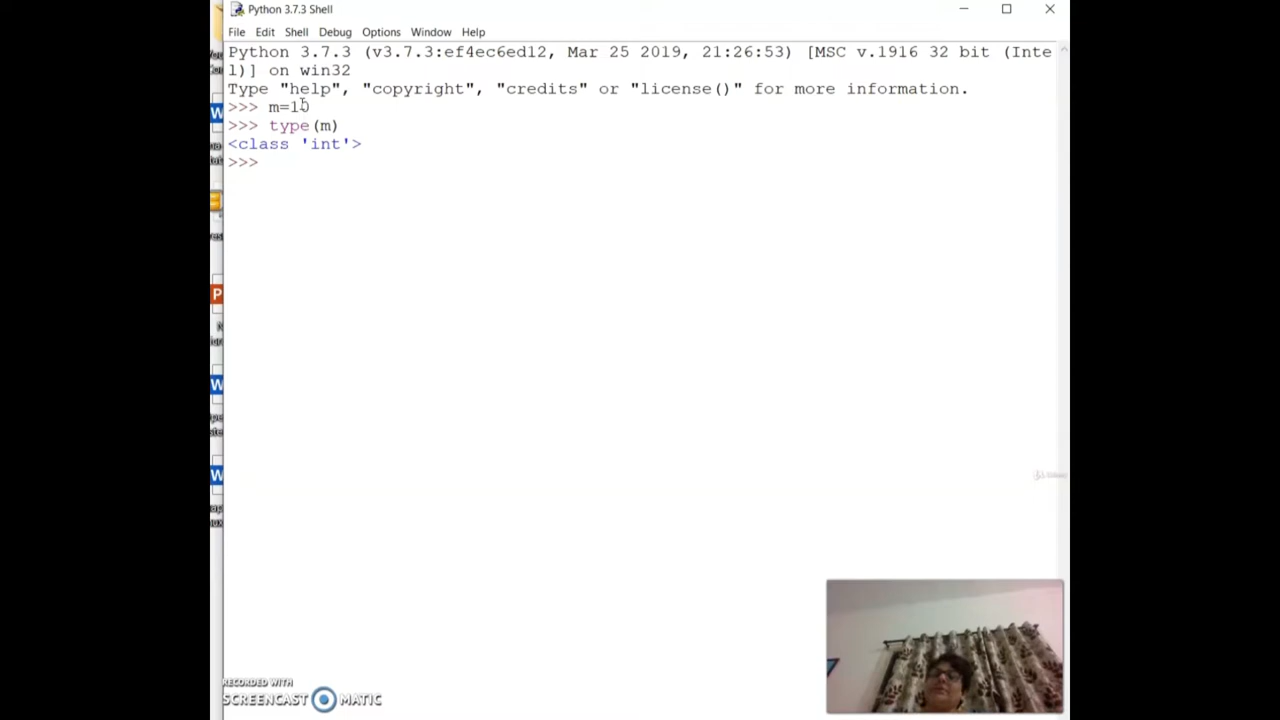 Python 3.7.3 Shell
File Edit Shell Debug Options Window Help
Python 3.7.3 (v3.7.3:ef4ec6ed12, Mar 25 2019, 21:26:53) [MSC v.1916 32 bit (Inte
l)] on win32
Type "help", "copyright", "credits" or "license()" for more information.
>>> m=10
>>> type(m)
<class 'int'>
>>>
RECORDED WITH
SCREENCAST MATIC